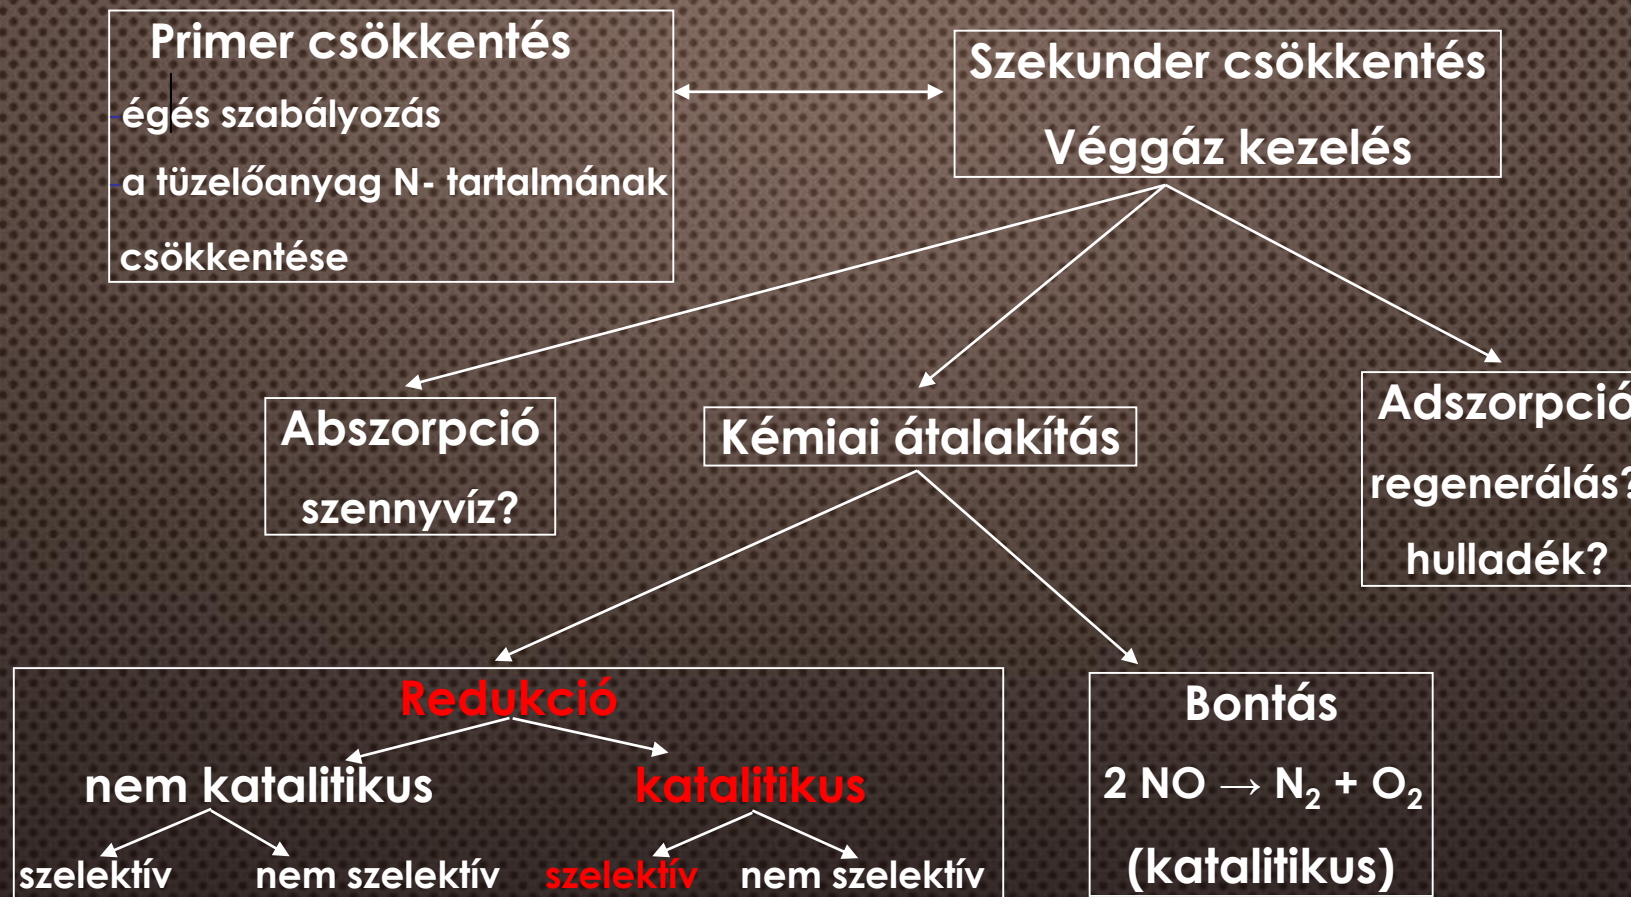 Primer csökkentés
-égés szabályozás
-a tüzelőanyag N- tartalmának
csökkentése
Szekunder csökkentés
Véggáz kezelés
Abszorpció
szennyvíz?
Kémiai átalakítás
Adszorpció
regenerálás?
hulladék?
Redukció
nem katalitikus
katalitikus
szelektív
nem szelektív
szelektív
nem szelektív
Bontás
2 NO → N₂ + O₂
(katalitikus)